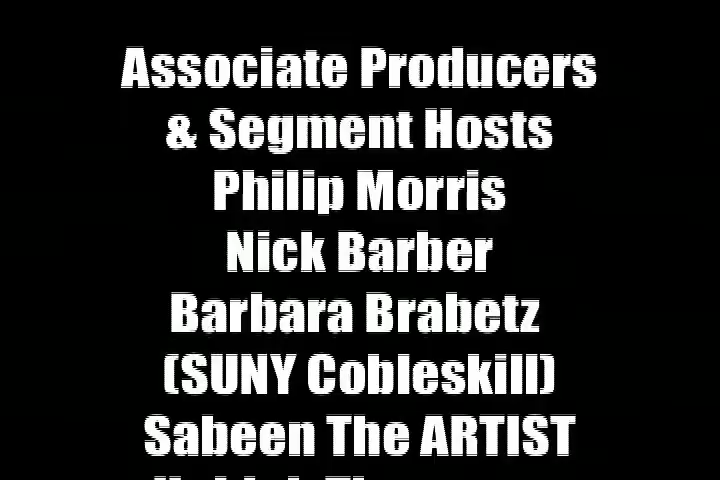 Associate Producers
& Segment Hosts
Philip Morris
Nick Barber
Barbara Brabetz
(SUNY Cobleskill)
Sabeen The ARTIST